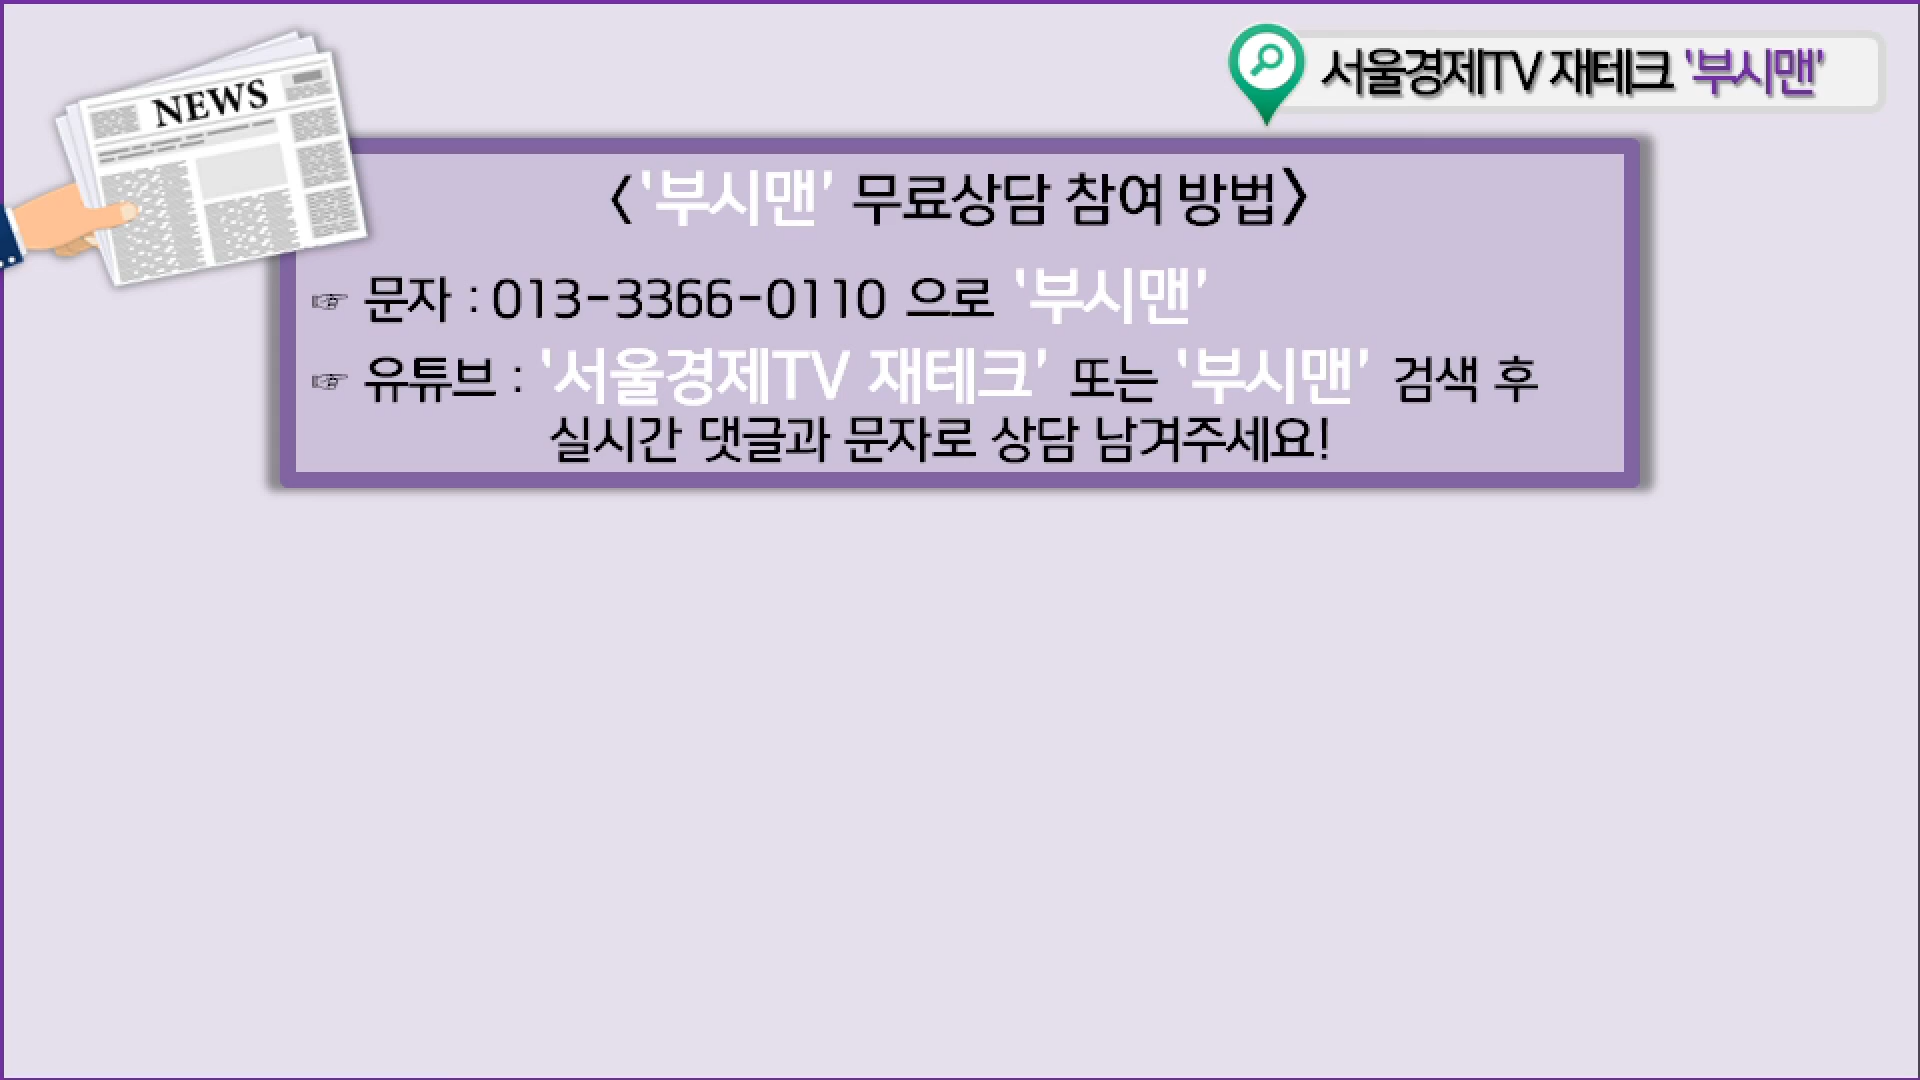 NEWS
서울경제TV 재테크 '부시맨'
<'부시맨' 무료상담 참여 방법>
☞ 문자 : 013-3366-0110 으로 '부시맨'
☞ 유튜브 : '서울경제TV 재테크' 또는 '부시맨' 검색 후
실시간 댓글과 문자로 상담 남겨주세요!